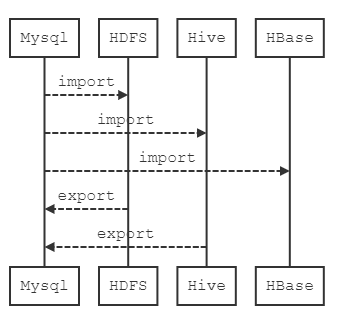 Mysql HDFS Hive HBase
import
import
import
export
export
Mysql HDFS Hive HBase